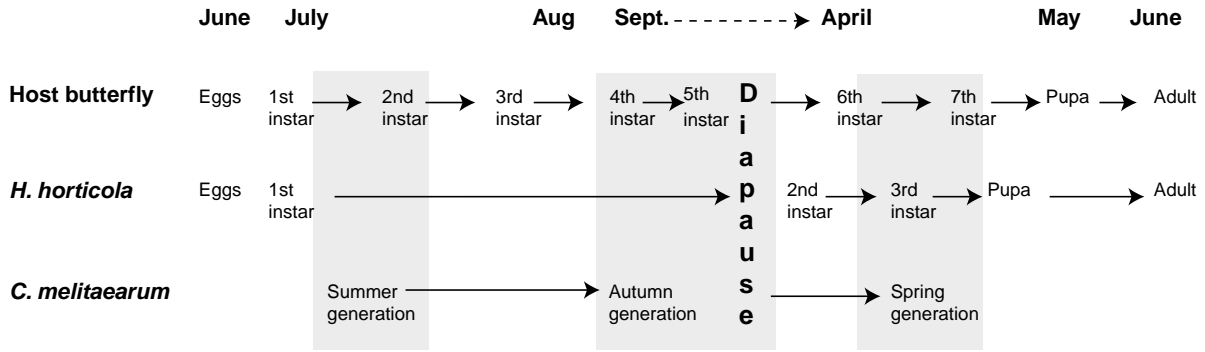 June July Aug Sept. April May June
Host butterfly Eggs 1st instar 2nd instar 3rd instar 4th instar 5th instar Diapause 6th instar 7th instar Pupa Adult
H. horticola Eggs 1st instar 2nd instar 3rd instar Pupa Adult
C. melitaearum Summer generation Autumn generation Spring generation